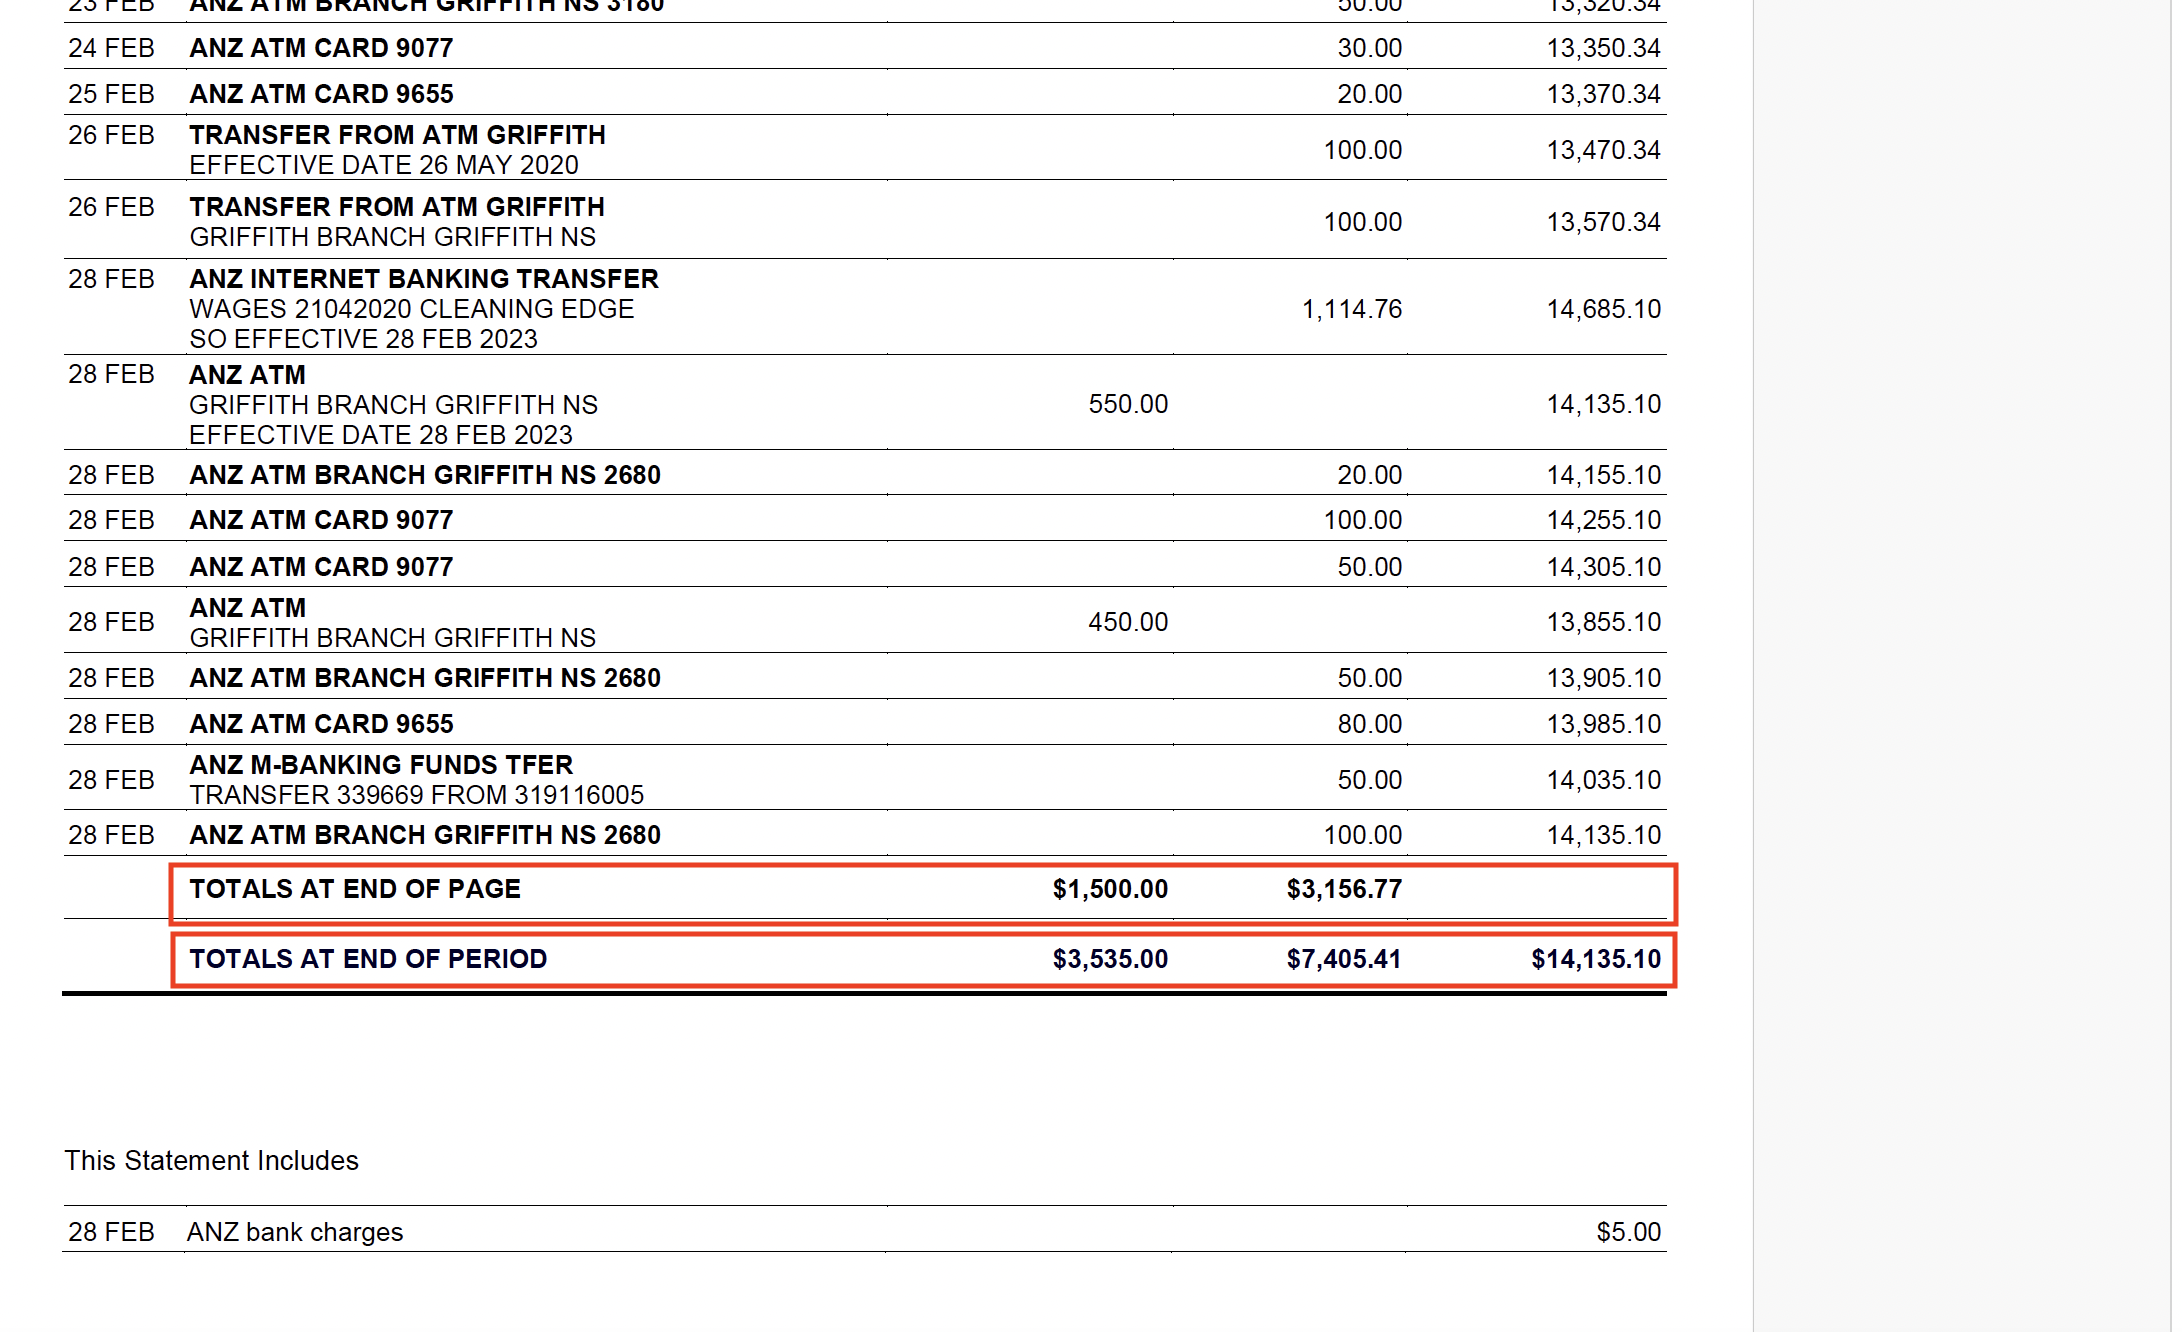 23 FEB ANZ ATM BRANCH GRIFFITH NS 3180 50.00 13,320.34
24 FEB ANZ ATM CARD 9077 30.00 13,350.34
25 FEB ANZ ATM CARD 9655 20.00 13,370.34
26 FEB TRANSFER FROM ATM GRIFFITH
EFFECTIVE DATE 26 MAY 2020 100.00 13,470.34
26 FEB TRANSFER FROM ATM GRIFFITH
GRIFFITH BRANCH GRIFFITH NS 100.00 13,570.34
28 FEB ANZ INTERNET BANKING TRANSFER
WAGES 21042020 CLEANING EDGE 1,114.76 14,685.10
SO EFFECTIVE 28 FEB 2023
28 FEB ANZ ATM
GRIFFITH BRANCH GRIFFITH NS 550.00 14,135.10
EFFECTIVE DATE 28 FEB 2023
28 FEB ANZ ATM BRANCH GRIFFITH NS 2680 20.00 14,155.10
28 FEB ANZ ATM CARD 9077 100.00 14,255.10
28 FEB ANZ ATM CARD 9077 50.00 14,305.10
28 FEB ANZ ATM 450.00 13,855.10
GRIFFITH BRANCH GRIFFITH NS
28 FEB ANZ ATM BRANCH GRIFFITH NS 2680 50.00 13,905.10
28 FEB ANZ ATM CARD 9655 80.00 13,985.10
28 FEB ANZ M-BANKING FUNDS TFER 50.00 14,035.10
TRANSFER 339669 FROM 319116005
28 FEB ANZ ATM BRANCH GRIFFITH NS 2680 100.00 14,135.10
TOTALS AT END OF PAGE $1,500.00 $3,156.77
TOTALS AT END OF PERIOD $3,535.00 $7,405.41 $14,135.10
This Statement Includes
28 FEB ANZ bank charges $5.00